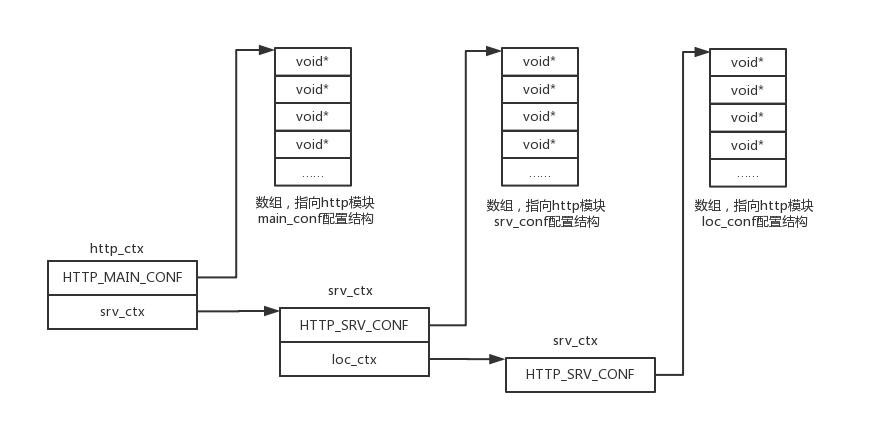 void*
void*
void*
void*
……
数组，指向http模块
main_conf配置结构
void*
void*
void*
void*
……
数组，指向http模块
srv_conf配置结构
void*
void*
void*
void*
……
数组，指向http模块
loc_conf配置结构
http_ctx
HTTP_MAIN_CONF
srv_ctx
srv_ctx
HTTP_SRV_CONF
loc_ctx
srv_ctx
HTTP_SRV_CONF